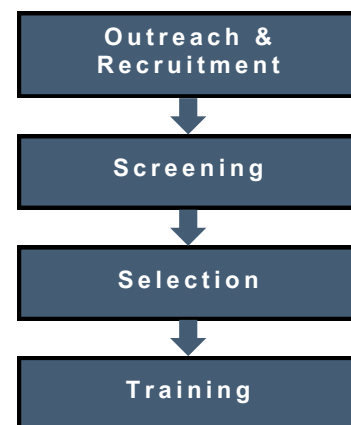 Outreach &
Recruitment
Screening
Selection
Training